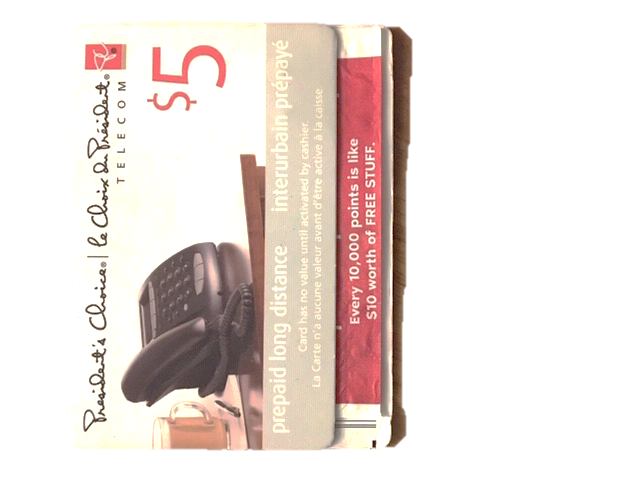 President's Choice® | le Choix du Président®
TELECOM
$5
prepaid long distance interurbain prépayé
Card has no value until activated by cashier.
La Carte n'a aucune valeur avant d'être activé à la caisse
Every 10,000 points is like
$10 worth of FREE STUFF.